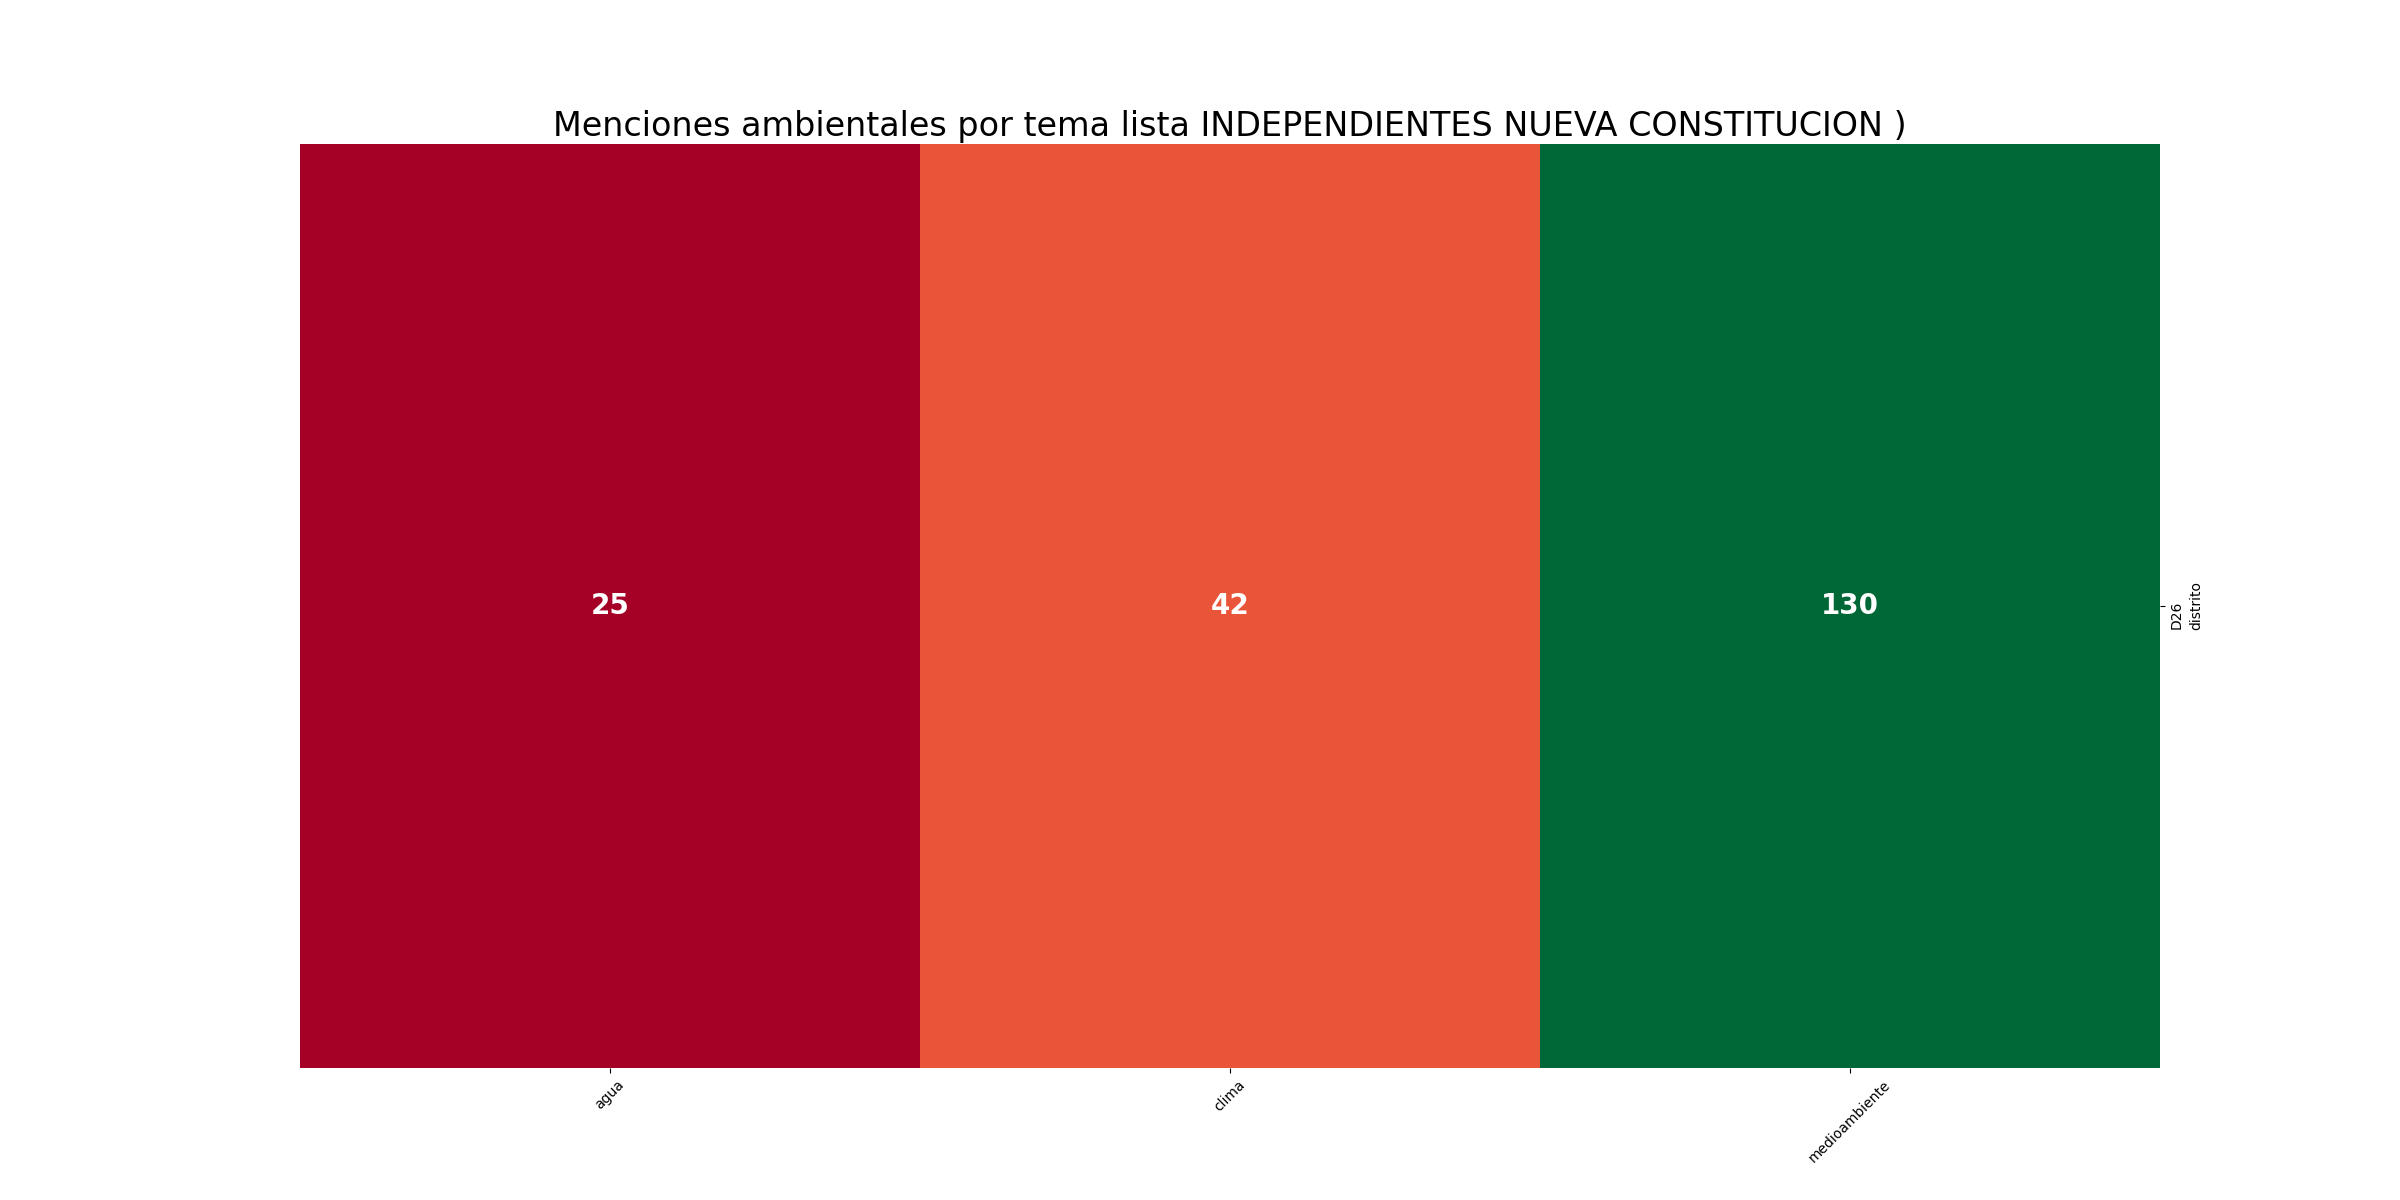 Menciones ambientales por tema lista INDEPENDIENTES NUEVA CONSTITUCION )
25
42
130
D26
distrito
agua
clima
medioambiente